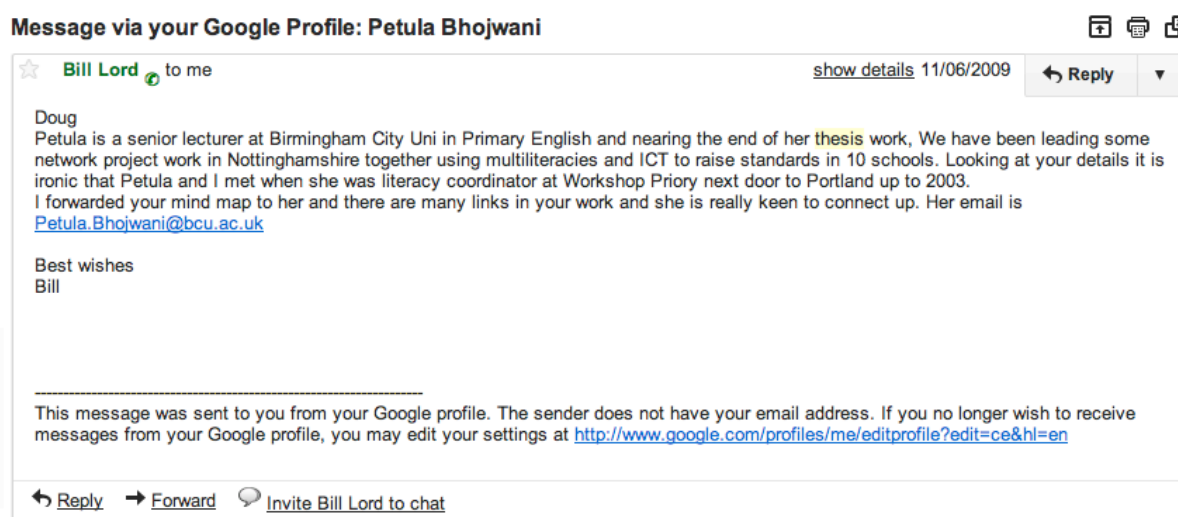 Message via your Google Profile: Petula Bhojwani
Bill Lord to me show details 11/06/2009 Reply
Doug
Petula is a senior lecturer at Birmingham City Uni in Primary English and nearing the end of her thesis work, We have been leading some
network project work in Nottinghamshire together using multiliteracies and ICT to raise standards in 10 schools. Looking at your details it is
ironic that Petula and I met when she was literacy coordinator at Workshop Priory next door to Portland up to 2003.
I forwarded your mind map to her and there are many links in your work and she is really keen to connect up. Her email is
Petula.Bhojwani@bcu.ac.uk
Best wishes
Bill
----------------------------------------------------------------------
This message was sent to you from your Google profile. The sender does not have your email address. If you no longer wish to receive
messages from your Google profile, you may edit your settings at http://www.google.com/profiles/me/editprofile?edit=ce&hl=en
Reply Forward Invite Bill Lord to chat